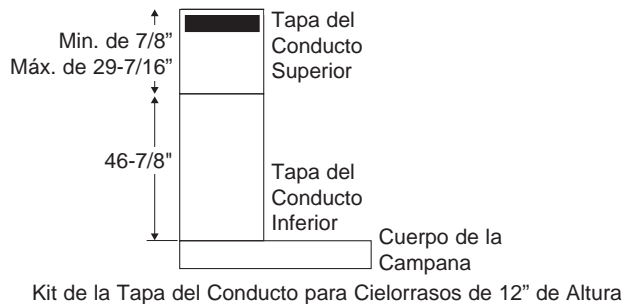 Min. de 7/8”
Máx. de 29-7/16”
Tapa del
Conducto
Superior
46-7/8"
Tapa del
Conducto
Inferior
Cuerpo de la
Campana
Kit de la Tapa del Conducto para Cielorrasos de 12” de Altura